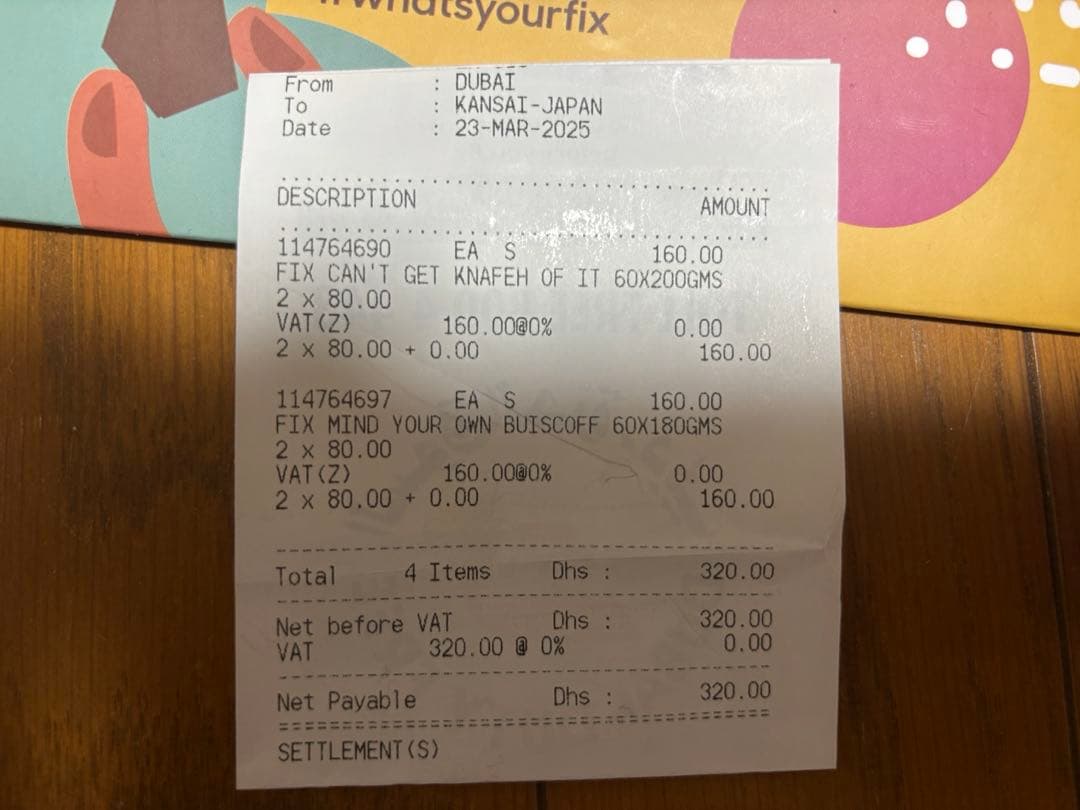 #whatsyourfix
From : DUBAI
To : KANSAI-JAPAN
Date : 23-MAR-2025
DESCRIPTION AMOUNT
114764690 EA S 160.00
FIX CAN'T GET KNAFEH OF IT 60X200GMS
2 x 80.00
VAT(Z) 160.00@0% 0.00
2 x 80.00 + 0.00 160.00
114764697 EA S 160.00
FIX MIND YOUR OWN BUISCOFF 60X180GMS
2 x 80.00
VAT(Z) 160.00@0% 0.00
2 x 80.00 + 0.00 160.00
Total 4 Items Dhs : 320.00
Net before VAT Dhs : 320.00
VAT 320.00 @ 0% 0.00
Net Payable Dhs : 320.00
SETTLEMENT(S)